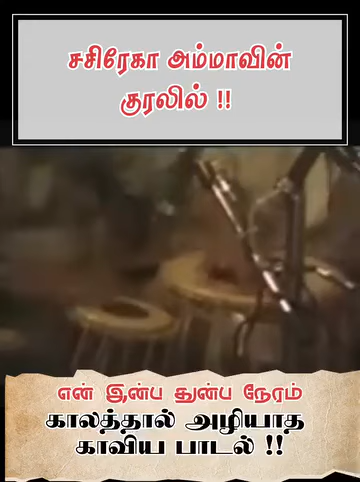 சசிரேகா அம்மாவின்
குரலில் !!
என் இன்ப துன்ப நேரம்
காலத்தால் அழியாத
காவிய பாடல் !!